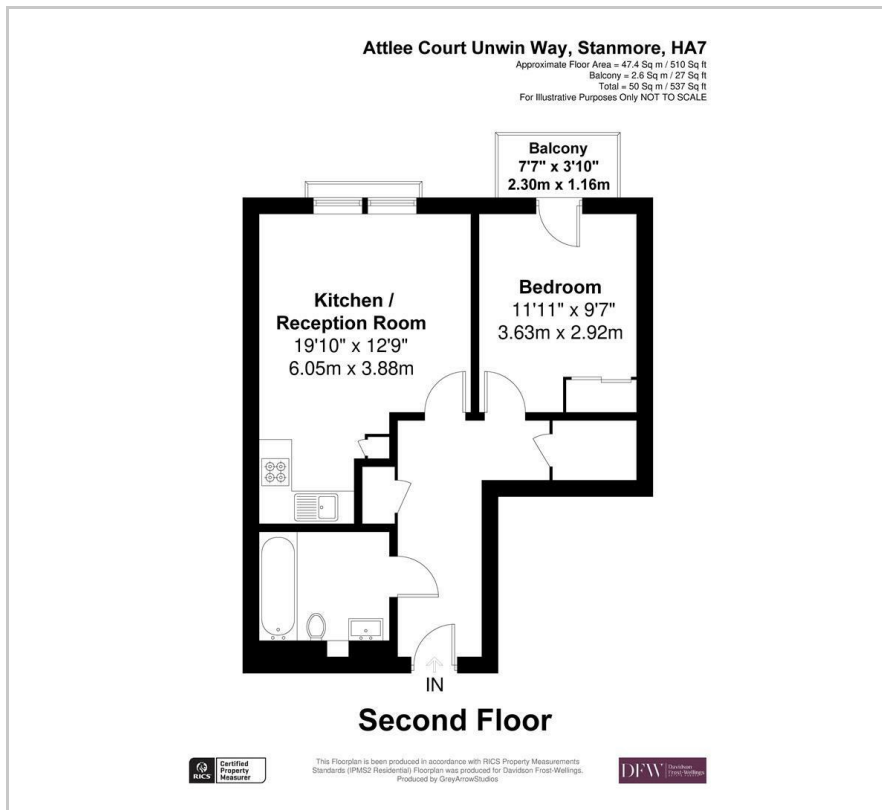 Attlee Court Unwin Way, Stanmore, HA7
Approximate Floor Area = 47.4 Sq m / 510 Sq ft
Balcony = 2.6 Sq m / 27 Sq ft
Total = 50 Sq m / 537 Sq ft
For Illustrative Purposes Only NOT TO SCALE
Balcony
7'7" x 3'10"
2.30m x 1.16m
Bedroom
11'11" x 9'7"
3.63m x 2.92m
Kitchen /
Reception Room
19'10" x 12'9"
6.05m x 3.88m
IN
Second Floor
RICS
Certified
Property
Measurer
This Floorplan is been produced in accordance with RICS Property Measurements
Standards (IPMS2 Residential) Floorplan was produced for Davidson Frost-Wellings.
Produced by GreyArrowStudios
DFW
Davidson
Frost-Wellings